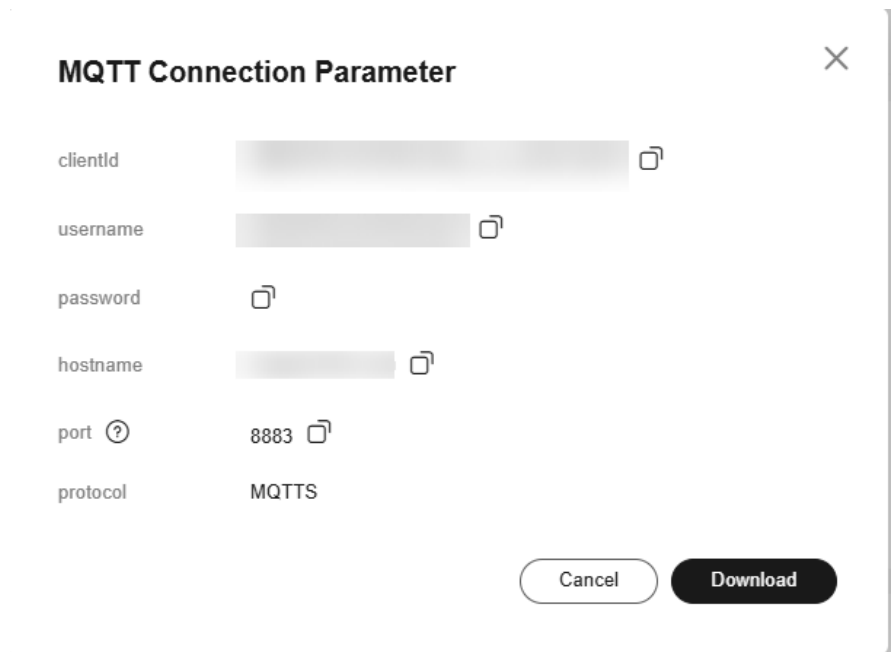 MQTT Connection Parameter
clientId
username
password
hostname
port ?
8883
protocol
MQTTS
Cancel
Download